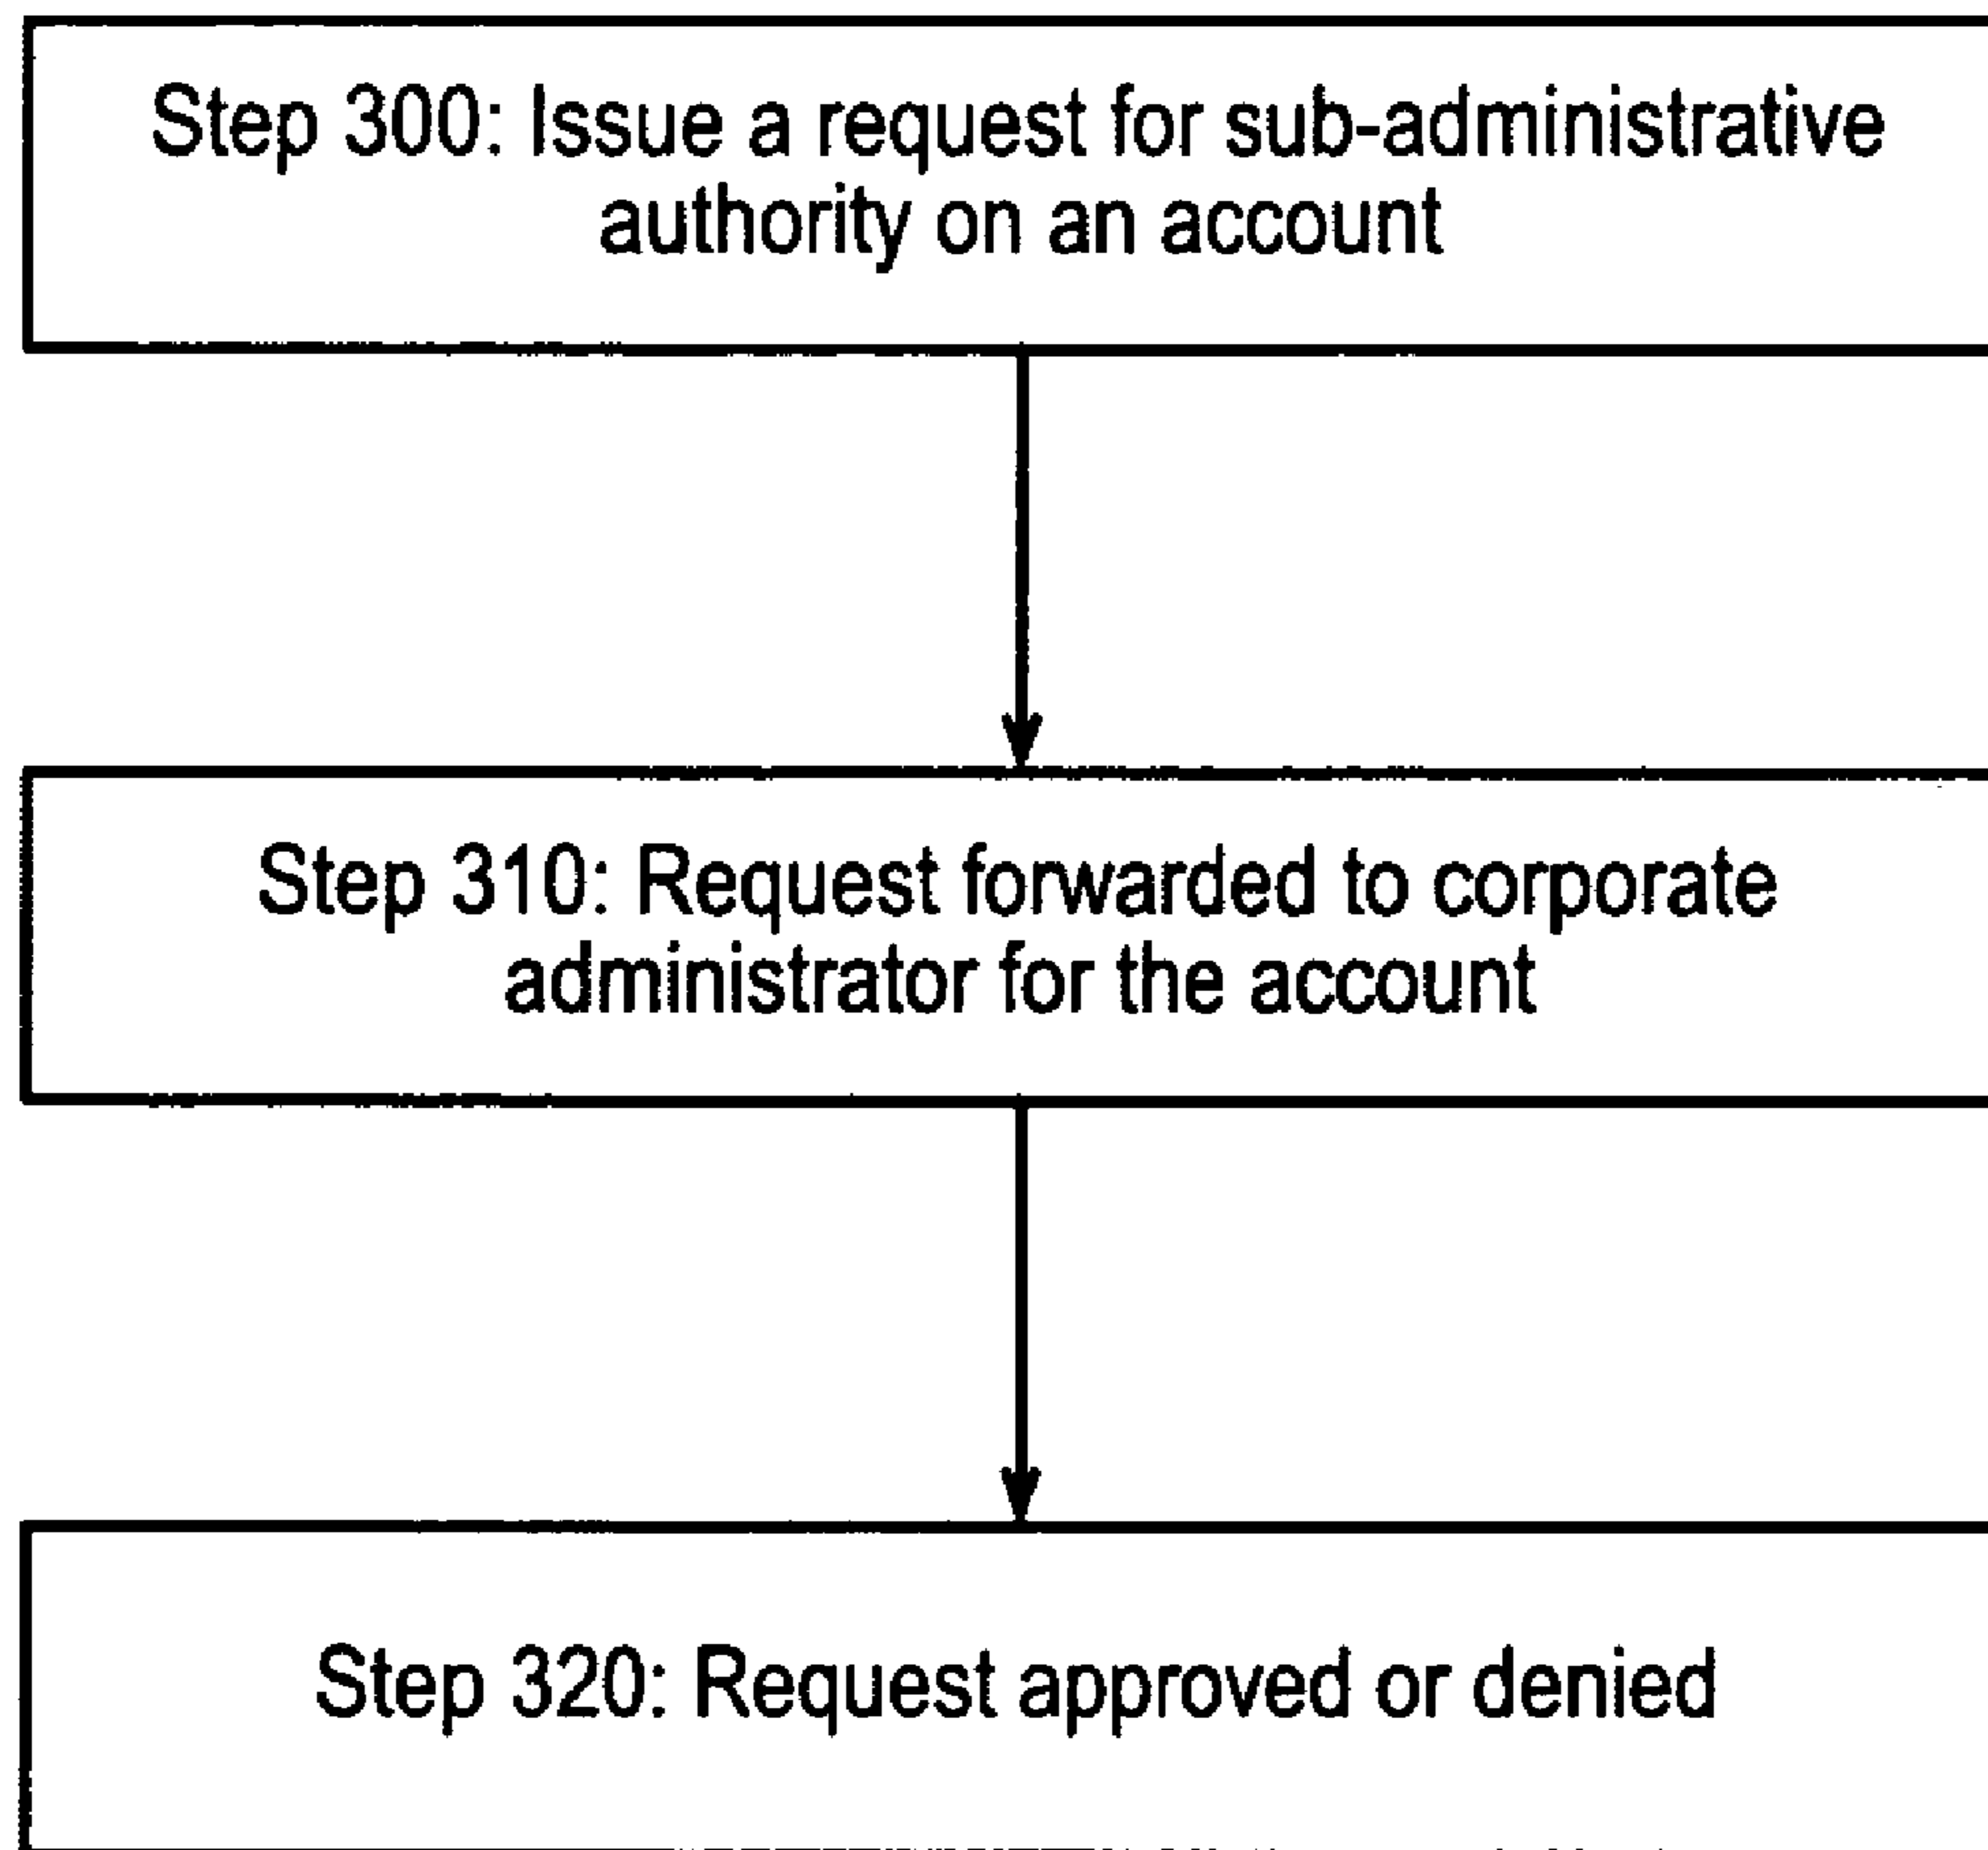 Step 300: Issue a request for sub-administrative
authority on an account
Step 310: Request forwarded to corporate
administrator for the account
Step 320: Request approved or denied